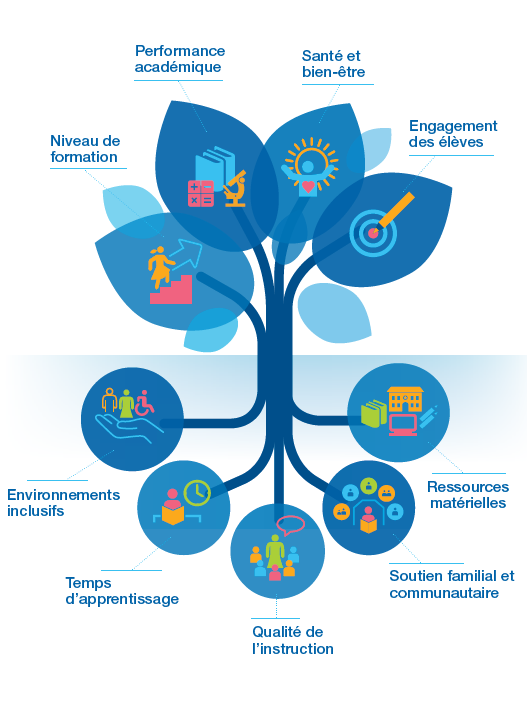 Performance
académique
Santé et
bien-être
Engagement
des élèves
Niveau de
formation
Environnements
inclusifs
Ressources
matérielles
Temps
d’apprentissage
Soutien familial et
communautaire
Qualité de
l’instruction